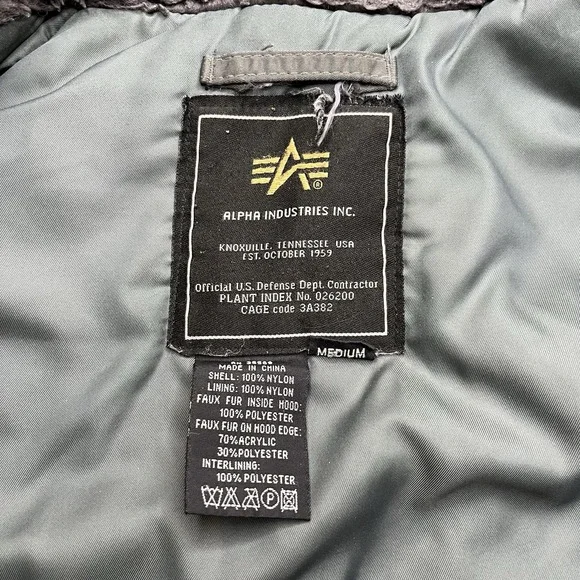 ALPHA INDUSTRIES INC.
KNOXVILLE, TENNESSEE USA
EST. OCTOBER 1959
Official U.S. Defense Dept. Contractor
PLANT INDEX No. 026200
CAGE code 3A382
MEDIUM
MADE IN CHINA
SHELL: 100% NYLON
LINING: 100% NYLON
FAUX FUR INSIDE HOOD:
100% POLYESTER
FAUX FUR ON HOOD EDGE:
70%ACRYLIC
30%POLYESTER
INTERLINING:
100% POLYESTER